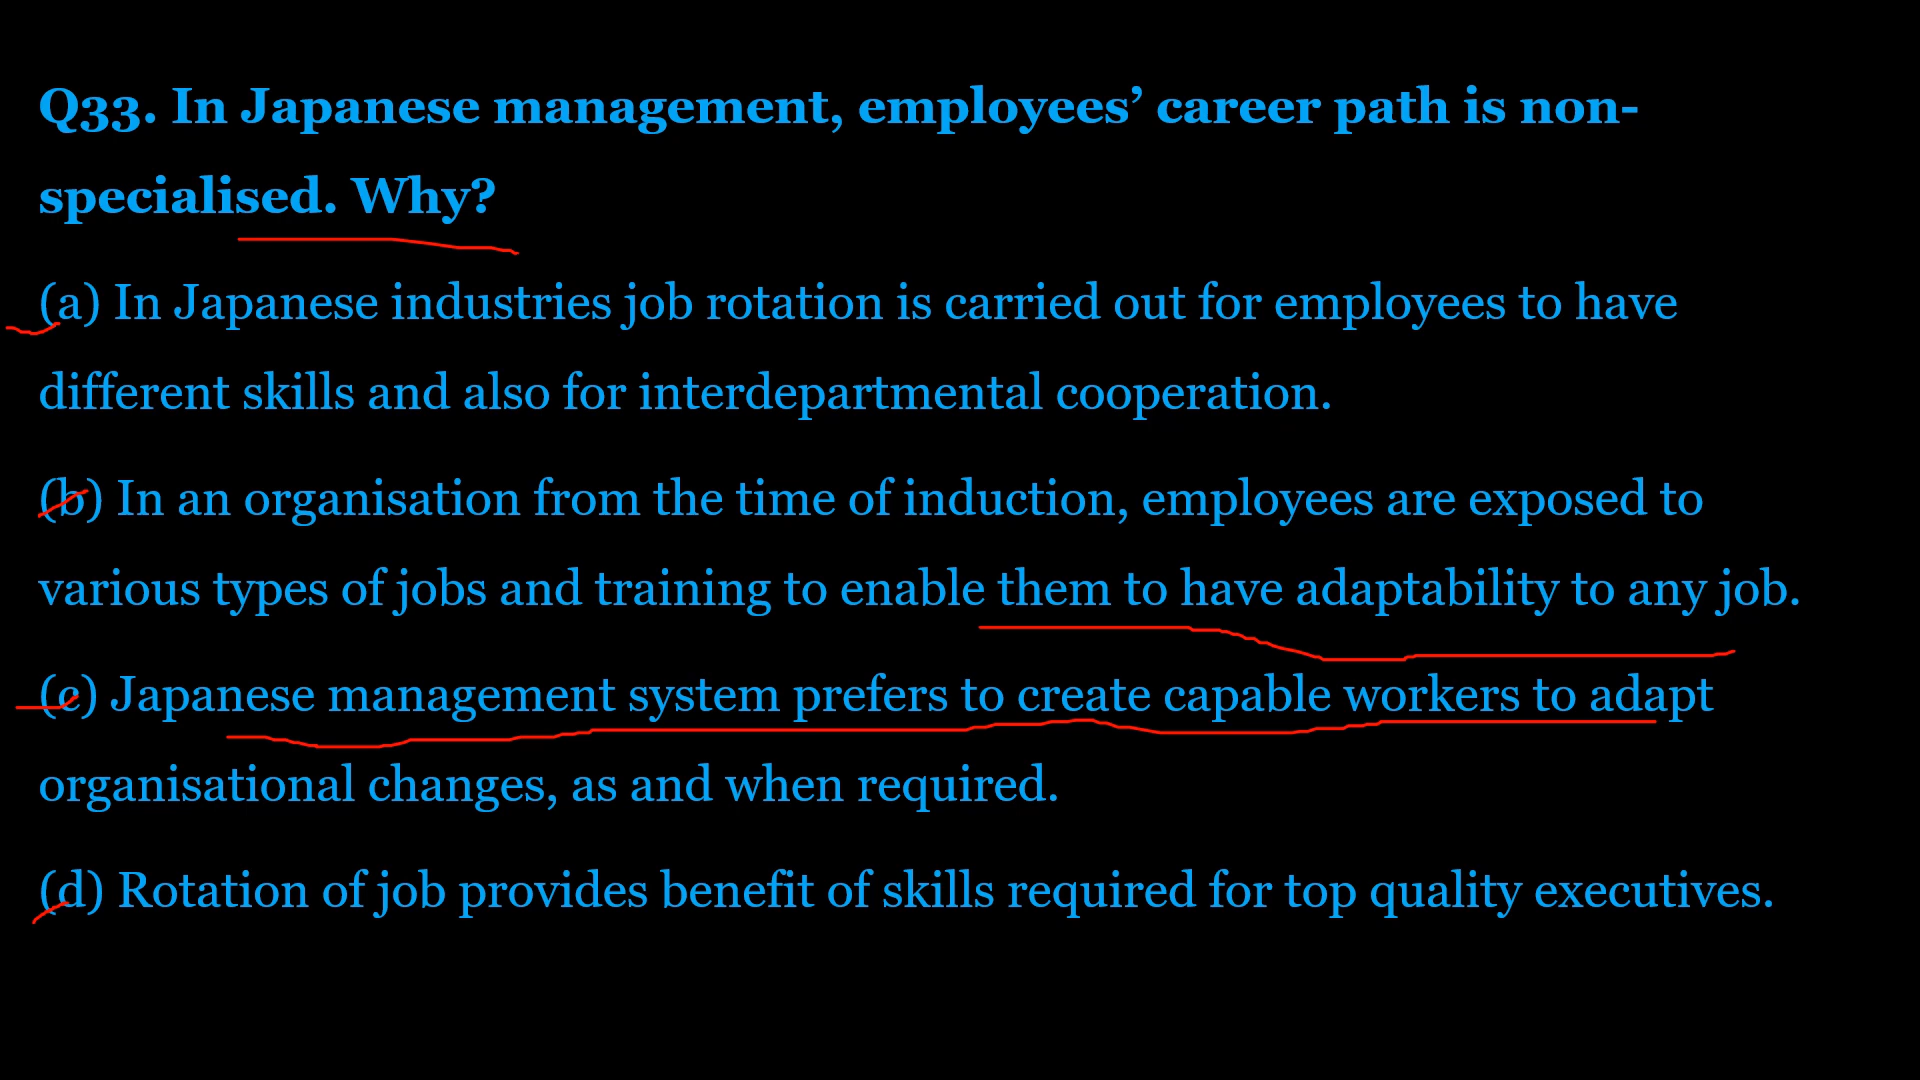 Q33. In Japanese management, employees’ career path is non-
specialised. Why?
(a) In Japanese industries job rotation is carried out for employees to have
different skills and also for interdepartmental cooperation.
(b) In an organisation from the time of induction, employees are exposed to
various types of jobs and training to enable them to have adaptability to any job.
(c) Japanese management system prefers to create capable workers to adapt
organisational changes, as and when required.
(d) Rotation of job provides benefit of skills required for top quality executives.